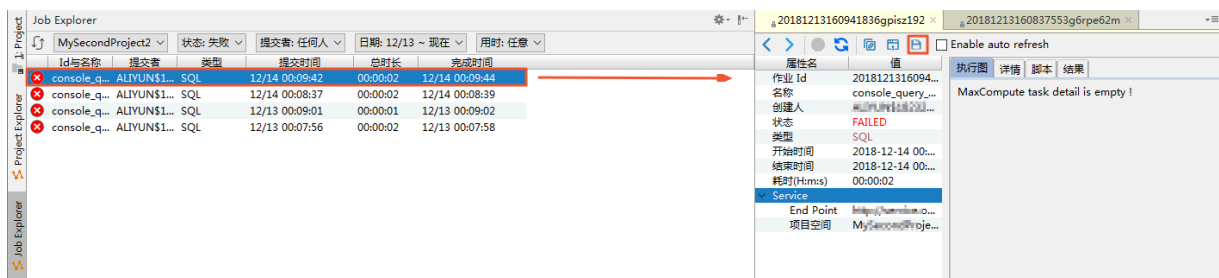 Job Explorer
MySecondProject2 状态: 失败 提交者: 任何人 日期: 12/13 ~ 现在 用时: 任意
Id与名称 提交者 类型 提交时间 总时长 完成时间
console_q... ALIYUN$1... SQL 12/14 00:09:42 00:00:02 12/14 00:09:44
console_q... ALIYUN$1... SQL 12/14 00:08:37 00:00:02 12/14 00:08:39
console_q... ALIYUN$1... SQL 12/13 00:09:01 00:00:01 12/13 00:09:02
console_q... ALIYUN$1... SQL 12/13 00:07:56 00:00:02 12/13 00:07:58
1: Project
Project Explorer
Job Explorer
20181213160941836gpisz192 20181213160837553g6rpe62m
Enable auto refresh
属性名 值
作业 Id 2018121316094...
名称 console_query_...
创建人
状态 FAILED
类型 SQL
开始时间 2018-12-14 00:...
结束时间 2018-12-14 00:...
耗时(H:m:s) 00:00:02
Service
End Point
项目空间
执行图 详情 脚本 结果
MaxCompute task detail is empty !